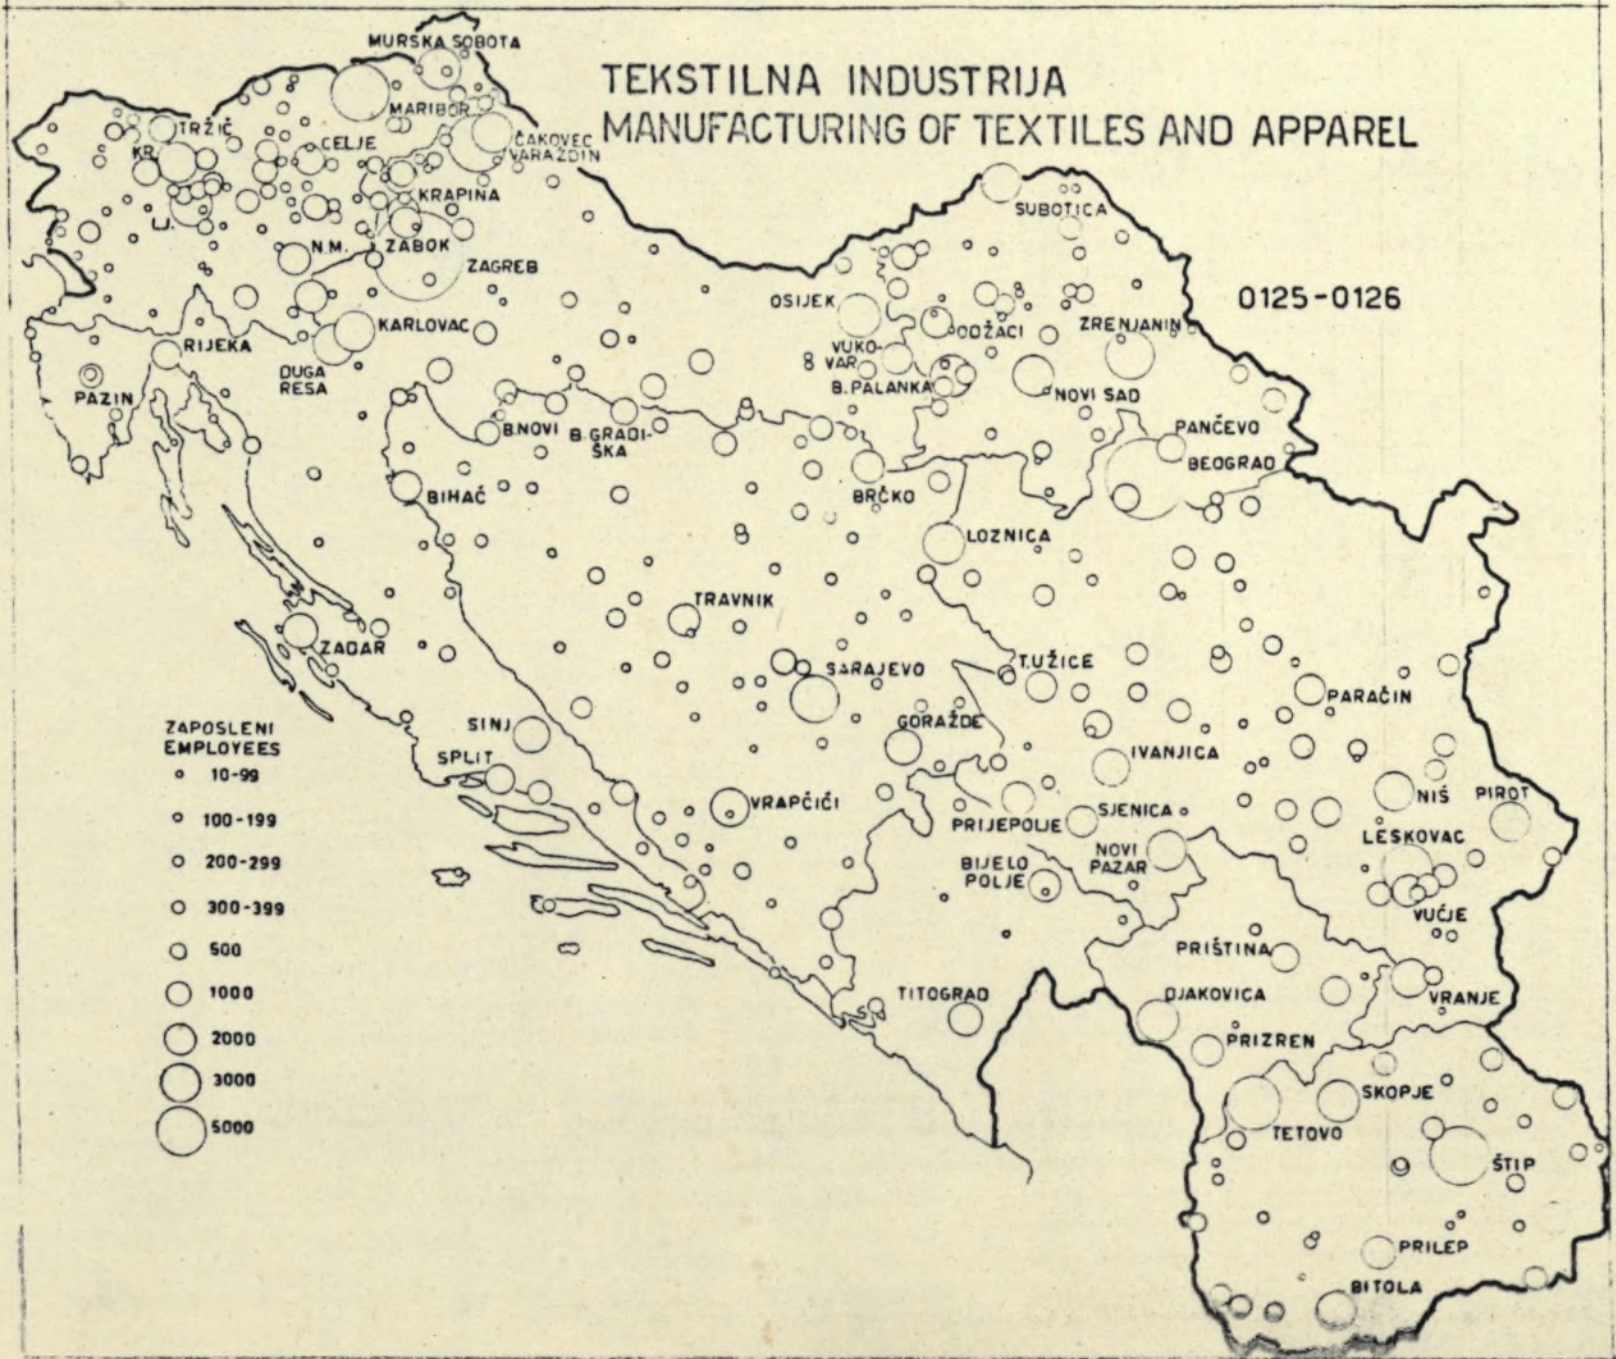 TEKSTILNA INDUSTRIJA
MANUFACTURING OF TEXTILES AND APPAREL
0125-0126
MURSKA SOBOTA
MARIBOR
TRŽIČ
ČAKOVEC
VARAŽDIN
CELJE
KR.
KRAPINA
LJ.
N.M.
ZABOK
ZAGREB
SUBOTICA
OSIJEK
ODŽACI
ZRENJANIN
KARLOVAC
RIJEKA
DUGA
RESA
VUKO-
VAR
B. PALANKA
NOVI SAD
PAZIN
B.NOVI
B.GRADI-
ŠKA
PANČEVO
BEOGRAD
BIHAĆ
BRČKO
LOZNICA
TRAVNIK
ZADAR
SARAJEVO
T.UŽICE
PARAĆIN
SINJ
GORAŽDE
IVANJICA
SPLIT
VRAPČIĆI
NIŠ
PIROT
PRIJEPOLJE
SJENICA
LESKOVAC
NOVI
PAZAR
BIJELO
POLJE
VUČJE
PRIŠTINA
TITOGRAD
DJAKOVICA
VRANJE
PRIZREN
SKOPJE
TETOVO
ŠTIP
PRILEP
BITOLA
ZAPOSLENI
EMPLOYEES
10-99
100-199
200-299
300-399
500
1000
2000
3000
5000